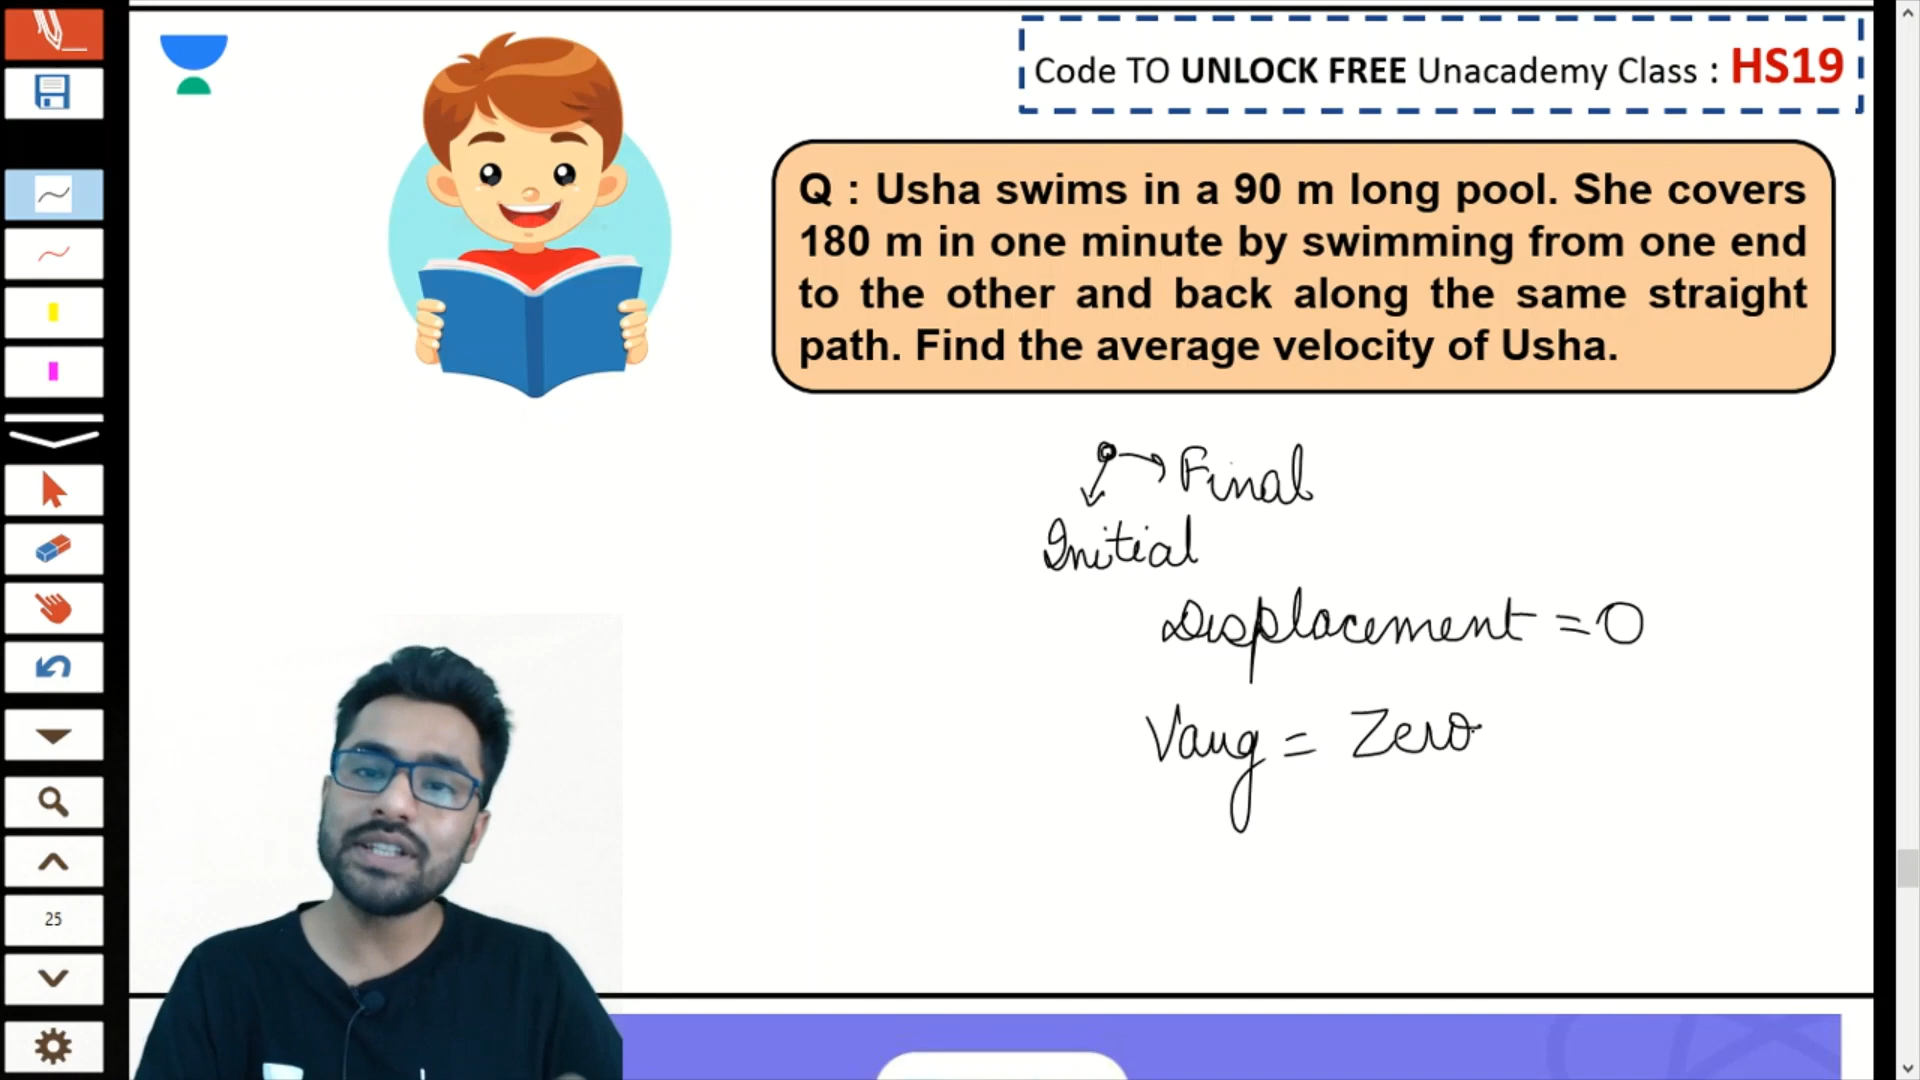 Code TO UNLOCK FREE Unacademy Class : HS19
Q : Usha swims in a 90 m long pool. She covers
180 m in one minute by swimming from one end
to the other and back along the same straight
path. Find the average velocity of Usha.
Final
Initial
Displacement = 0
Vavg = Zero
25